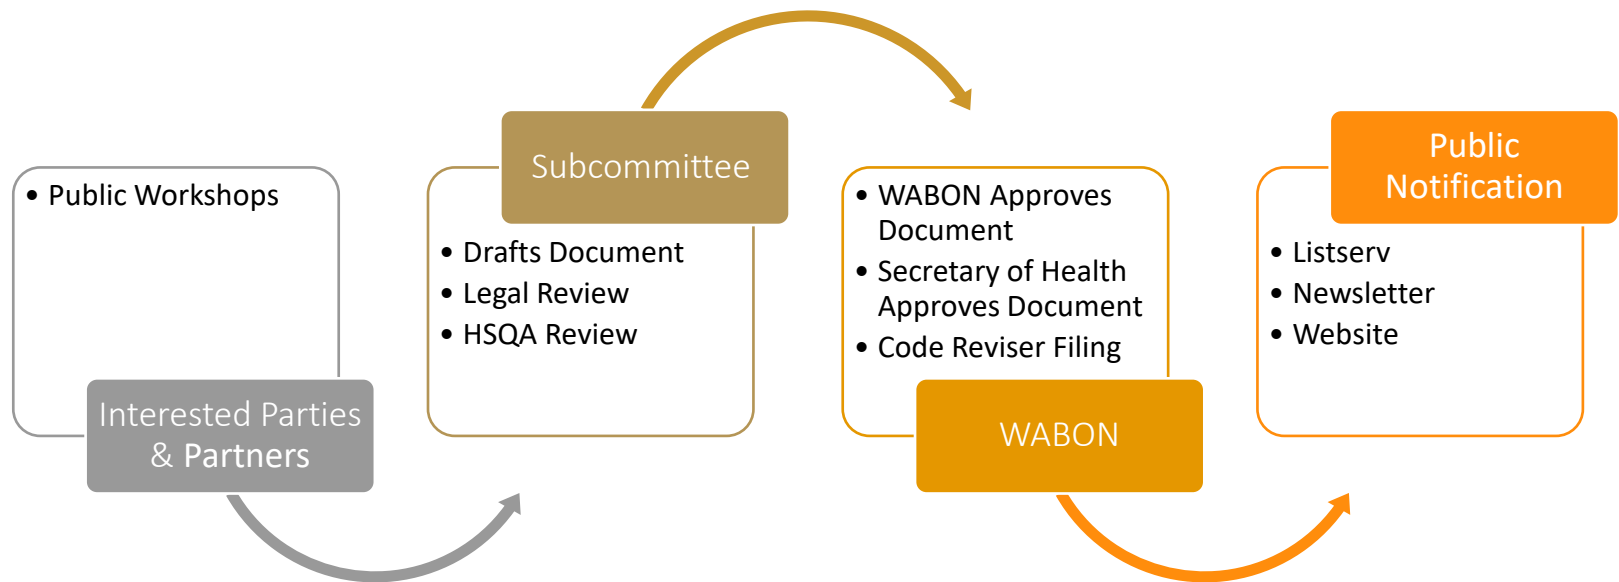 • Public Workshops
Interested Parties
& Partners
Subcommittee
• Drafts Document
• Legal Review
• HSQA Review
• WABON Approves
Document
• Secretary of Health
Approves Document
• Code Reviser Filing
WABON
Public
Notification
• Listserv
• Newsletter
• Website